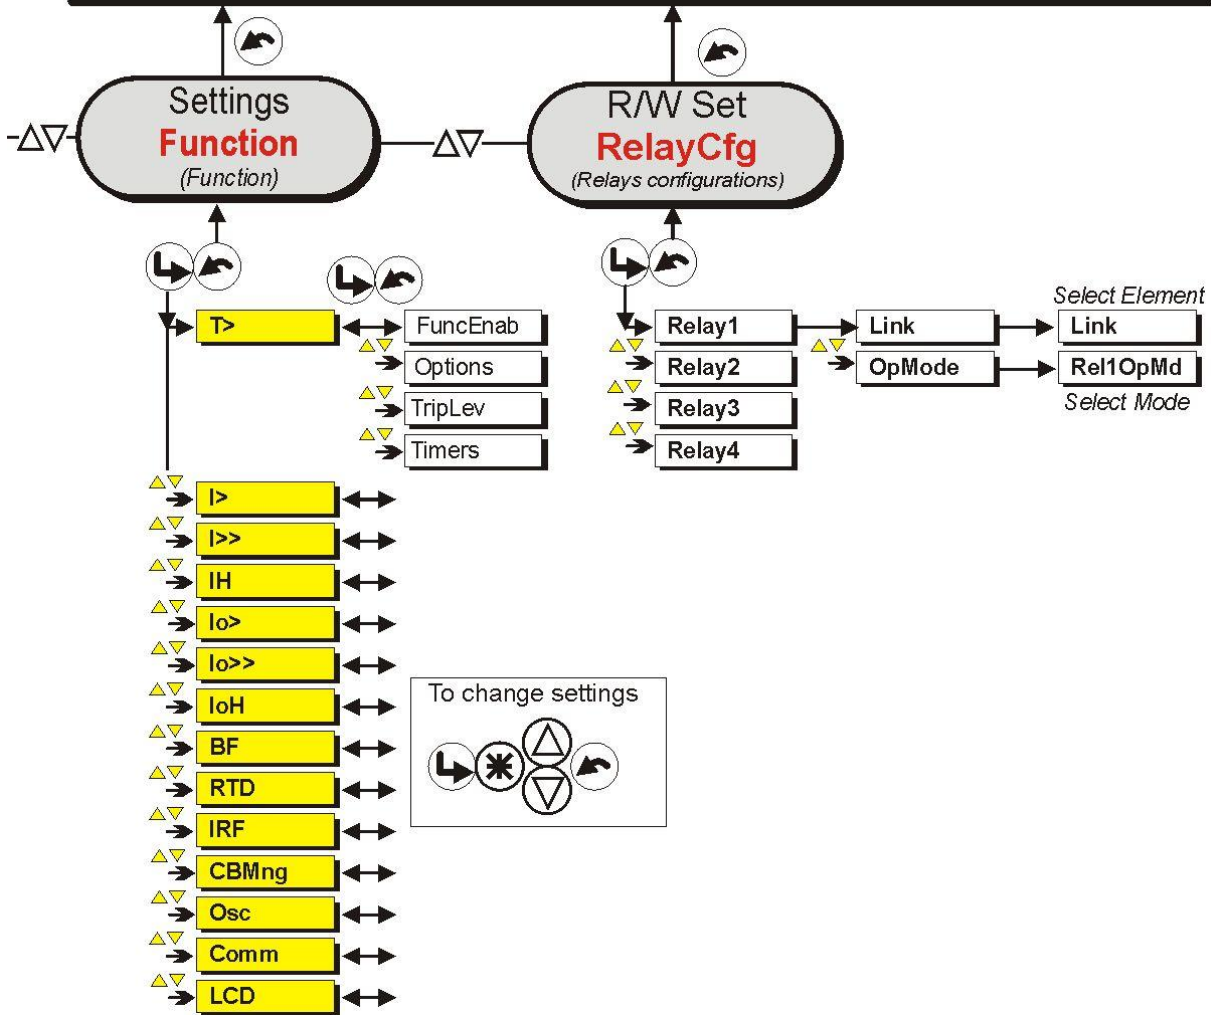 Settings
Function
(Function)
R/W Set
RelayCfg
(Relays configurations)
T>
FuncEnab
Options
TripLev
Timers
I>
I>>
IH
Io>
Io>>
IoH
BF
RTD
IRF
CBMng
Osc
Comm
LCD
Relay1
Relay2
Relay3
Relay4
Link
OpMode
Select Element
Link
Rel1OpMd
Select Mode
To change settings